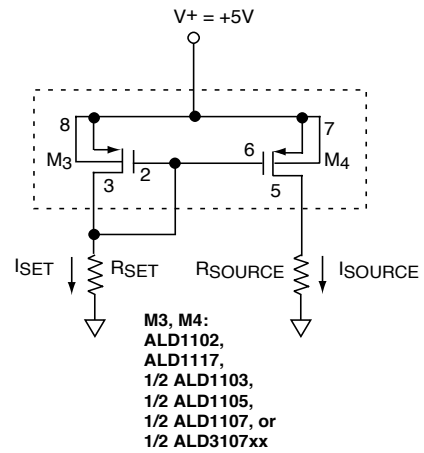 V+ = +5V
8
7
M3
6
M4
3
2
5
ISET
RSET
RSOURCE
ISOURCE
M3, M4:
ALD1102,
ALD1117,
1/2 ALD1103,
1/2 ALD1105,
1/2 ALD1107, or
1/2 ALD3107xx